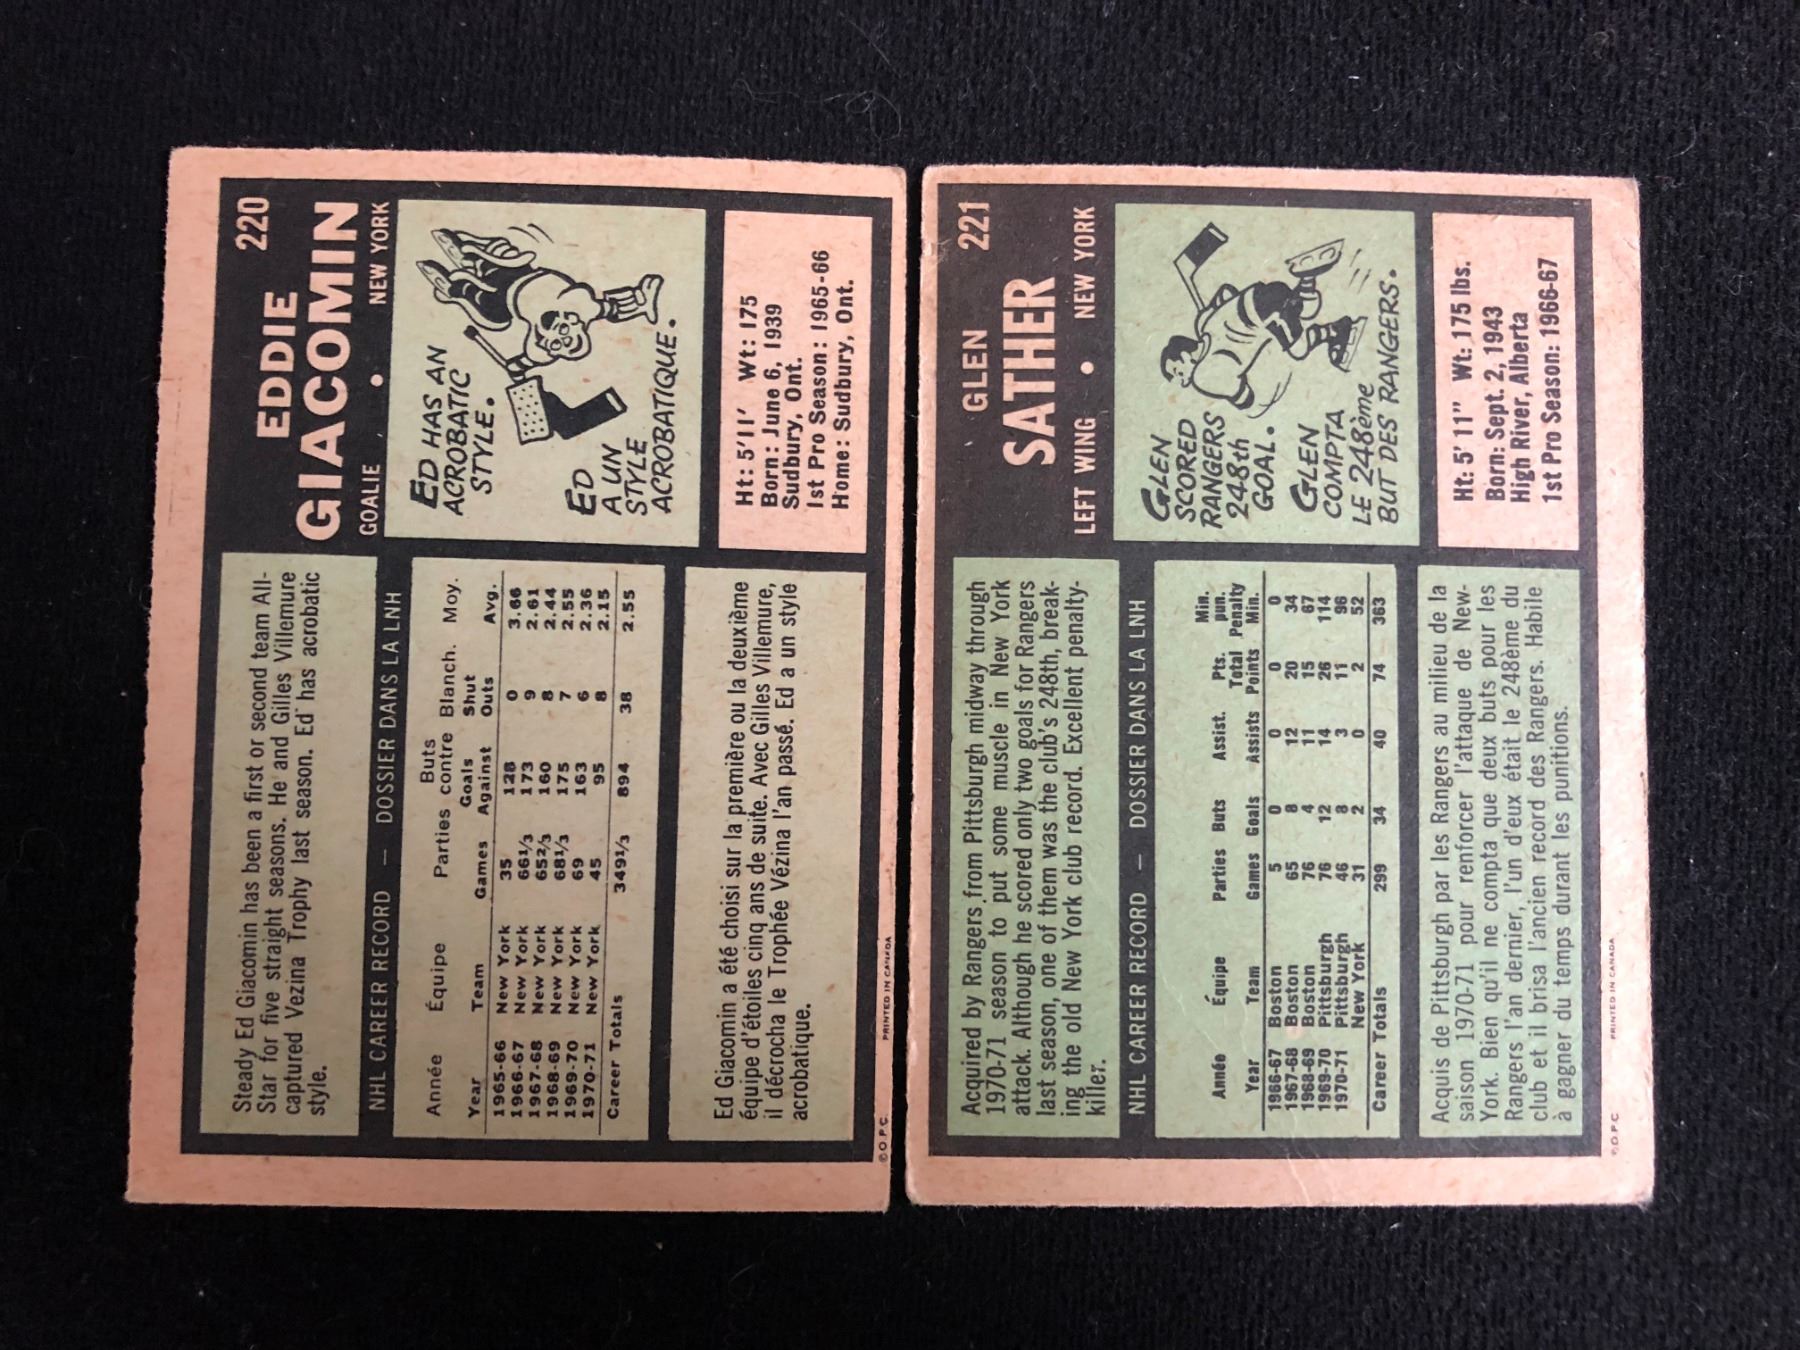 220
EDDIE
GIACOMIN
GOALIE • NEW YORK
Steady Ed Giacomin has been a first or second team All-
Star for five straight seasons. He and Gilles Villemure
captured Vezina Trophy last season. Ed has acrobatic
style.
ED HAS AN
ACROBATIC
STYLE.
ED
A UN
STYLE
ACROBATIQUE.
NHL CAREER RECORD — DOSSIER DANS LA LNH
Année Équipe Parties Buts contre Blanch. Moy.
Year Team Games Goals Against Shut Outs Avg.
1965-66 New York 35 128 0 3.66
1966-67 New York 66 1/3 173 9 2.61
1967-68 New York 65 2/3 160 8 2.44
1968-69 New York 68 1/3 175 7 2.55
1969-70 New York 69 163 6 2.36
1970-71 New York 45 95 8 2.15
Career Totals 349 1/3 894 38 2.55
Ht: 5'11' Wt: 175
Born: June 6, 1939
Sudbury, Ont.
1st Pro Season: 1965-66
Home: Sudbury, Ont.
Ed Giacomin a été choisi sur la première ou la deuxième
équipe d'étoiles cinq ans de suite. Avec Gilles Villemure,
il décrocha le Trophée Vézina l'an passé. Ed a un style
acrobatique.
©O.P.C. PRINTED IN CANADA
221
GLEN
SATHER
LEFT WING • NEW YORK
Acquired by Rangers from Pittsburgh midway through
1970-71 season to put some muscle in New York
attack. Although he scored only two goals for Rangers
last season, one of them was the club's 248th, break-
ing the old New York club record. Excellent penalty-
killer.
GLEN
SCORED
RANGERS
248th
GOAL.
GLEN
COMPTA
LE 248ème
BUT DES RANGERS.
NHL CAREER RECORD — DOSSIER DANS LA LNH
Année Équipe Parties Buts Assist. Pts. Min. pun.
Year Team Games Goals Assists Total Points Penalty Min.
1966-67 Boston 5 0 0 0 0
1967-68 Boston 65 8 12 20 34
1968-69 Boston 76 4 11 15 67
1969-70 Pittsburgh 76 12 14 26 114
1970-71 Pittsburgh 46 8 3 11 96
New York 31 2 0 2 52
Career Totals 299 34 40 74 363
Ht: 5' 11" Wt: 175 lbs.
Born: Sept. 2, 1943
High River, Alberta
1st Pro Season: 1966-67
Acquis de Pittsburgh par les Rangers au milieu de la
saison 1970-71 pour renforcer l'attaque de New-
York. Bien qu'il ne compta que deux buts pour les
Rangers l'an dernier, l'un d'eux était le 248ème du
club et il brisa l'ancien record des Rangers. Habile
à gagner du temps durant les punitions.
©O.P.C. PRINTED IN CANADA